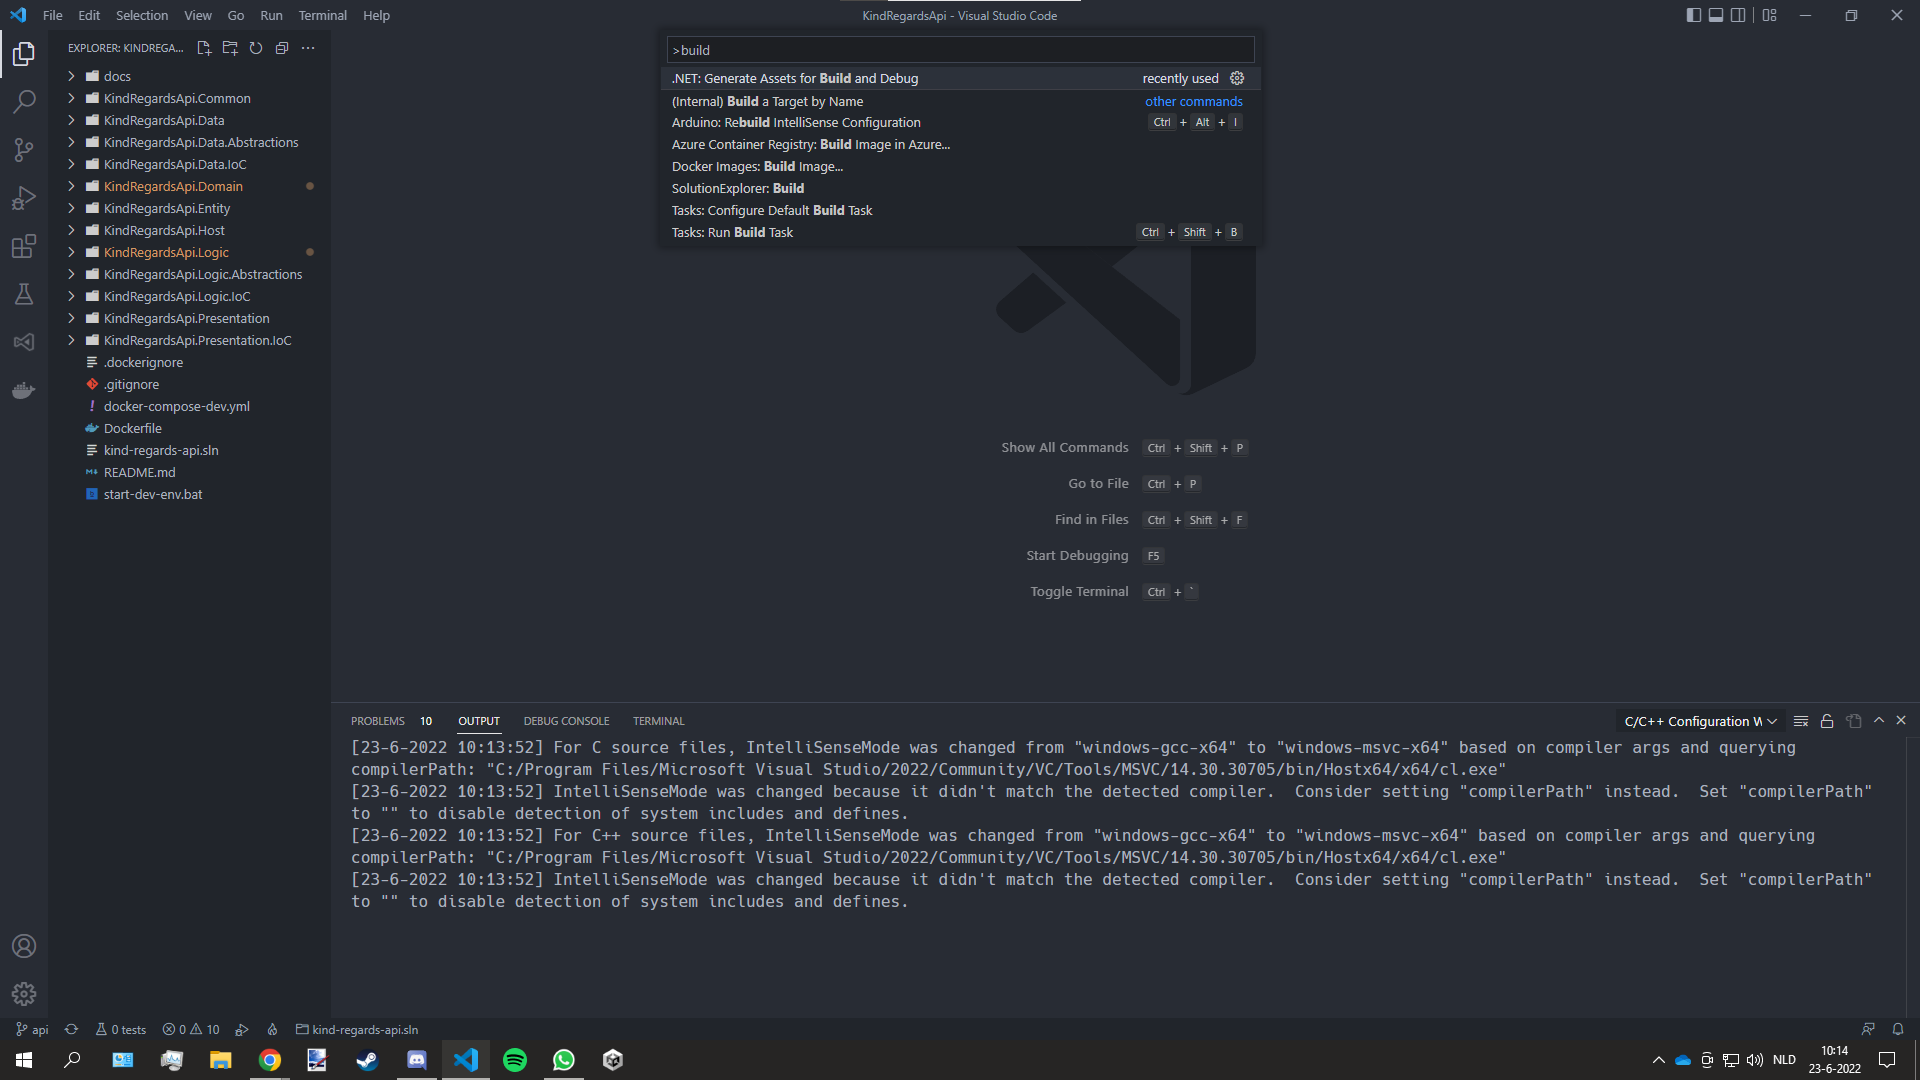 File Edit Selection View Go Run Terminal Help
KindRegardsApi - Visual Studio Code
EXPLORER: KINDREGA...
docs
KindRegardsApi.Common
KindRegardsApi.Data
KindRegardsApi.Data.Abstractions
KindRegardsApi.Data.IoC
KindRegardsApi.Domain
KindRegardsApi.Entity
KindRegardsApi.Host
KindRegardsApi.Logic
KindRegardsApi.Logic.Abstractions
KindRegardsApi.Logic.IoC
KindRegardsApi.Presentation
KindRegardsApi.Presentation.IoC
.dockerignore
.gitignore
! docker-compose-dev.yml
Dockerfile
kind-regards-api.sln
README.md
start-dev-env.bat
>build
.NET: Generate Assets for Build and Debug recently used
(Internal) Build a Target by Name other commands
Arduino: Rebuild IntelliSense Configuration Ctrl + Alt + I
Azure Container Registry: Build Image in Azure...
Docker Images: Build Image...
SolutionExplorer: Build
Tasks: Configure Default Build Task
Tasks: Run Build Task Ctrl + Shift + B
Show All Commands Ctrl + Shift + P
Go to File Ctrl + P
Find in Files Ctrl + Shift + F
Start Debugging F5
Toggle Terminal Ctrl + `
PROBLEMS 10 OUTPUT DEBUG CONSOLE TERMINAL
C/C++ Configuration W
[23-6-2022 10:13:52] For C source files, IntelliSenseMode was changed from "windows-gcc-x64" to "windows-msvc-x64" based on compiler args and querying
compilerPath: "C:/Program Files/Microsoft Visual Studio/2022/Community/VC/Tools/MSVC/14.30.30705/bin/Hostx64/x64/cl.exe"
[23-6-2022 10:13:52] IntelliSenseMode was changed because it didn't match the detected compiler.  Consider setting "compilerPath" instead.  Set "compilerPath"
to "" to disable detection of system includes and defines.
[23-6-2022 10:13:52] For C++ source files, IntelliSenseMode was changed from "windows-gcc-x64" to "windows-msvc-x64" based on compiler args and querying
compilerPath: "C:/Program Files/Microsoft Visual Studio/2022/Community/VC/Tools/MSVC/14.30.30705/bin/Hostx64/x64/cl.exe"
[23-6-2022 10:13:52] IntelliSenseMode was changed because it didn't match the detected compiler.  Consider setting "compilerPath" instead.  Set "compilerPath"
to "" to disable detection of system includes and defines.
api 0 tests 0 10 kind-regards-api.sln
NLD
10:14
23-6-2022